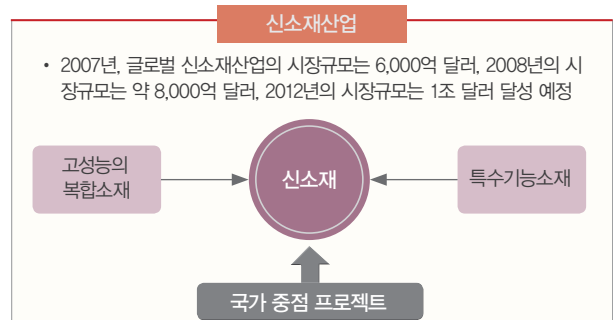 신소재산업
• 2007년, 글로벌 신소재산업의 시장규모는 6,000억 달러, 2008년의 시
장규모는 약 8,000억 달러, 2012년의 시장규모는 1조 달러 달성 예정
고성능의
복합소재
신소재
특수기능소재
국가 중점 프로젝트